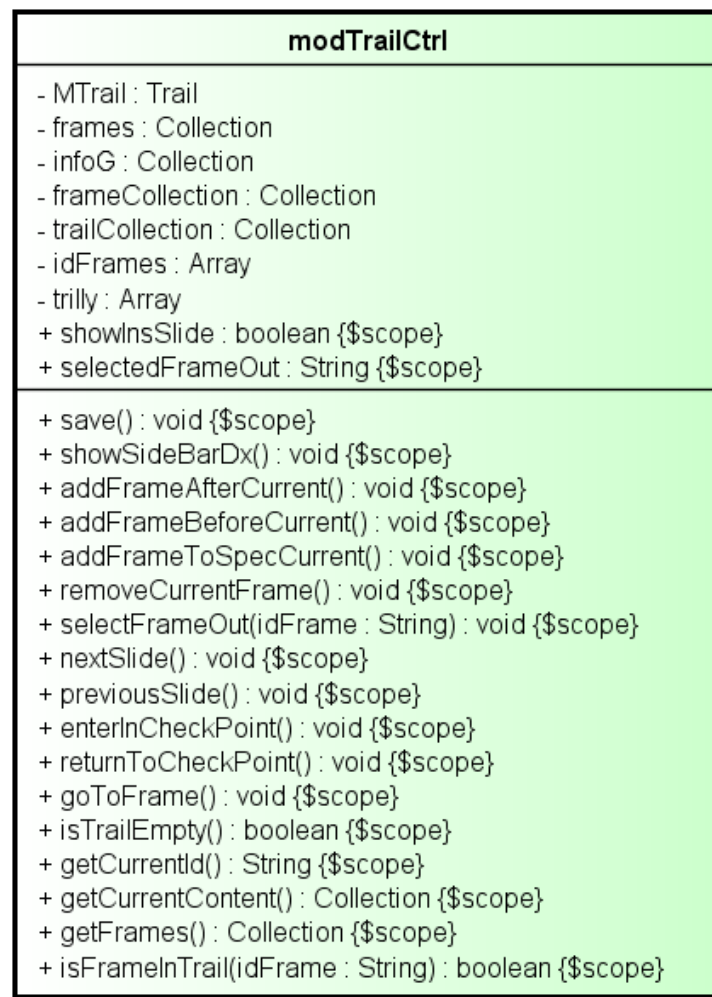 modTrailCtrl
- MTrail : Trail
- frames : Collection
- infoG : Collection
- frameCollection : Collection
- trailCollection : Collection
- idFrames : Array
- trilly : Array
+ showInsSlide : boolean {$scope}
+ selectedFrameOut : String {$scope}
+ save() : void {$scope}
+ showSideBarDx() : void {$scope}
+ addFrameAfterCurrent() : void {$scope}
+ addFrameBeforeCurrent() : void {$scope}
+ addFrameToSpecCurrent() : void {$scope}
+ removeCurrentFrame() : void {$scope}
+ selectFrameOut(idFrame : String) : void {$scope}
+ nextSlide() : void {$scope}
+ previousSlide() : void {$scope}
+ enterInCheckPoint() : void {$scope}
+ returnToCheckPoint() : void {$scope}
+ goToFrame() : void {$scope}
+ isTrailEmpty() : boolean {$scope}
+ getCurrentId() : String {$scope}
+ getCurrentContent() : Collection {$scope}
+ getFrames() : Collection {$scope}
+ isFrameInTrail(idFrame : String) : boolean {$scope}